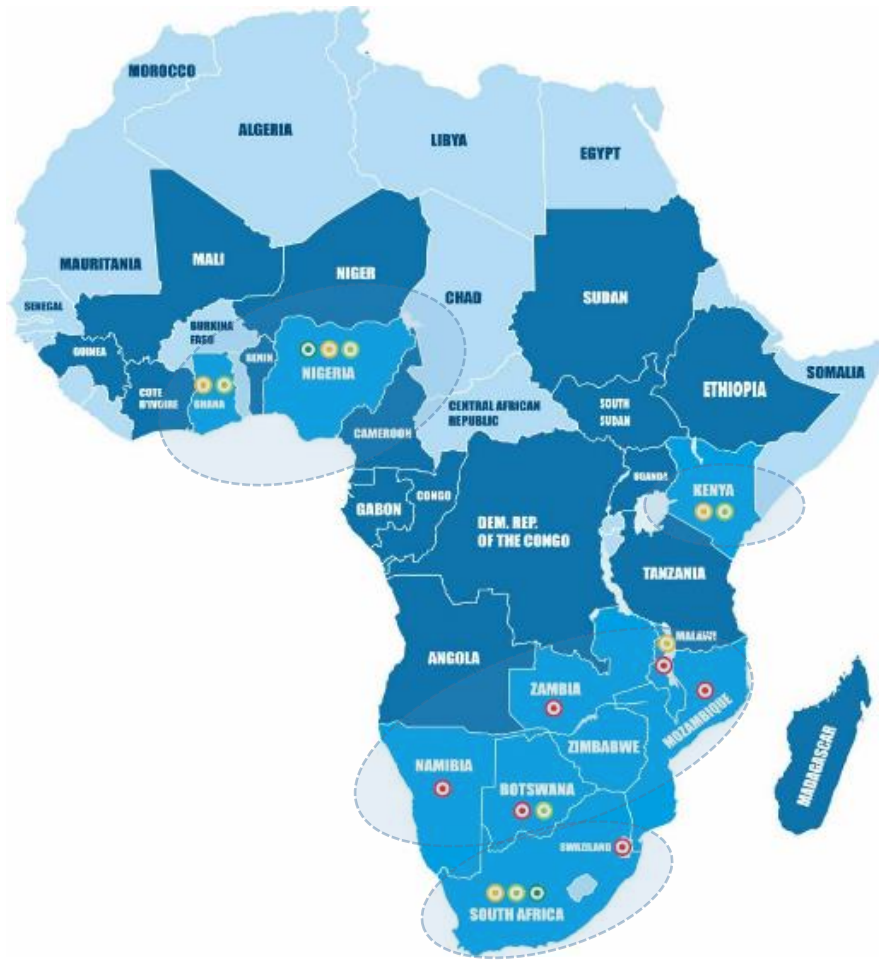 MOROCCO
ALGERIA
LIBYA
EGYPT
MAURITANIA
MALI
NIGER
CHAD
SUDAN
SENEGAL
GUINEA
BURKINA
FASO
BENIN
NIGERIA
COTE
D'IVOIRE
GHANA
CAMEROON
CENTRAL AFRICAN
REPUBLIC
SOUTH
SUDAN
ETHIOPIA
SOMALIA
UGANDA
KENYA
GABON
CONGO
DEM. REP.
OF THE CONGO
TANZANIA
ANGOLA
MALAWI
ZAMBIA
MOZAMBIQUE
ZIMBABWE
NAMIBIA
BOTSWANA
MADAGASCAR
SWAZILAND
SOUTH AFRICA